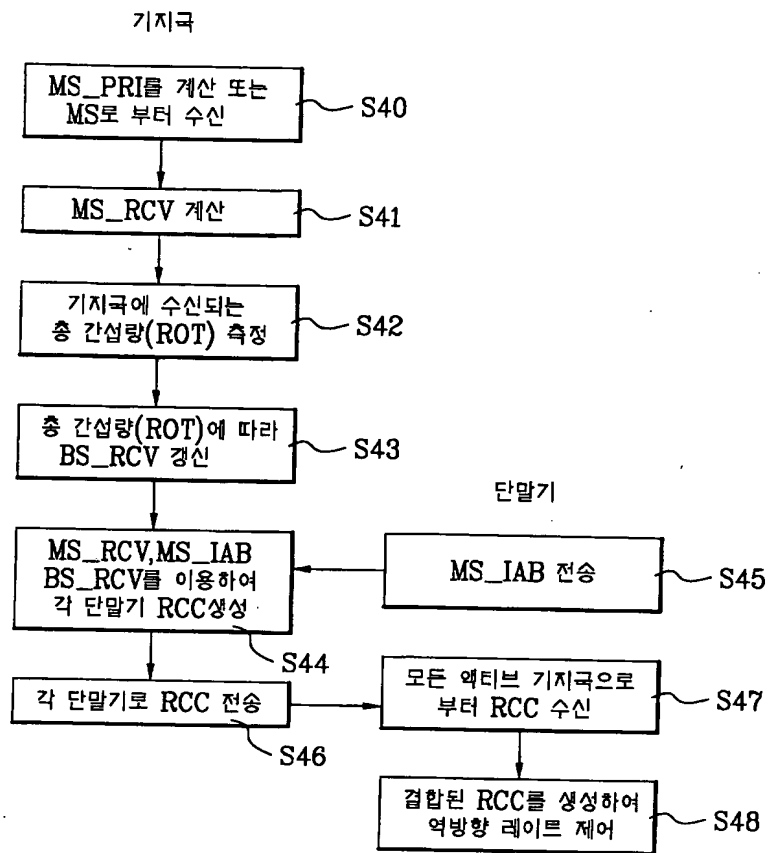 기지국
MS_PRI를 계산 또는
MS로 부터 수신
S40
MS_RCV 계산
S41
기지국에 수신되는
총 간섭량(ROT) 측정
S42
총 간섭량(ROT)에 따라
BS_RCV 갱신
S43
단말기
MS_RCV,MS_IAB
BS_RCV를 이용하여
각 단말기 RCC생성
S44
MS_IAB 전송
S45
각 단말기로 RCC 전송
S46
모든 액티브 기지국으로
부터 RCC 수신
S47
결합된 RCC를 생성하여
역방향 레이트 제어
S48